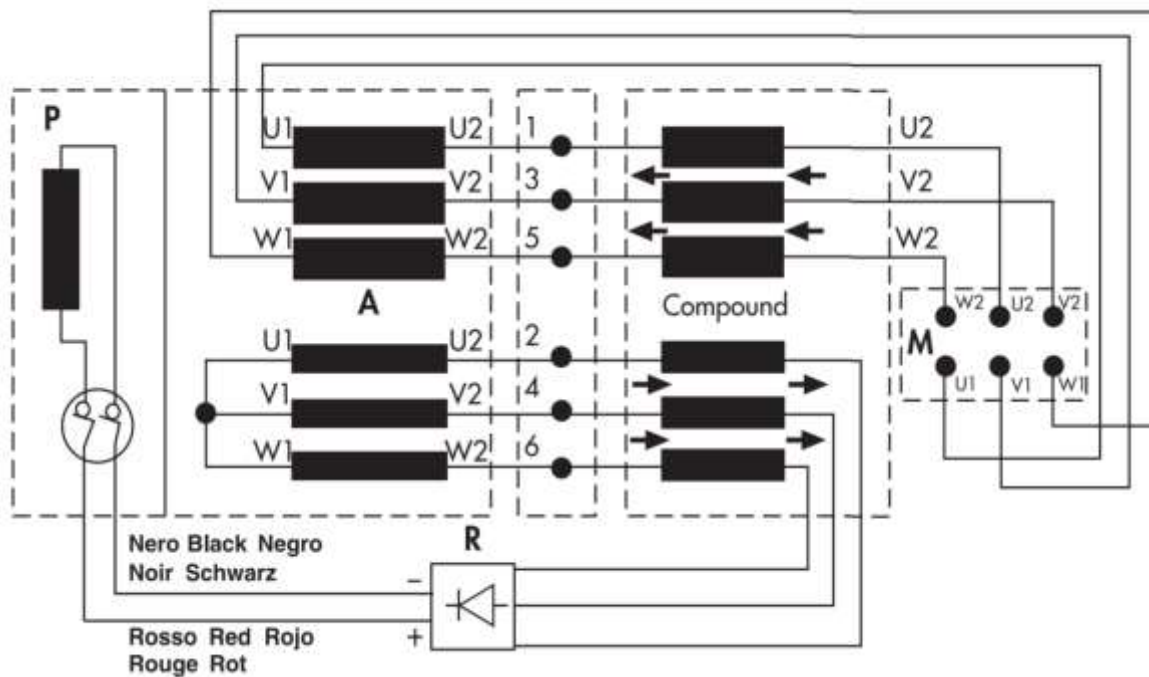 P
U1 U2 1 U2
V1 V2 3 V2
W1 W2 5 W2
A Compound
W2 U2 V2
M
U1 V1 W1
U1 U2 2
V1 V2 4
W1 W2 6
R
Nero Black Negro
Noir Schwarz
−
+
Rosso Red Rojo
Rouge Rot